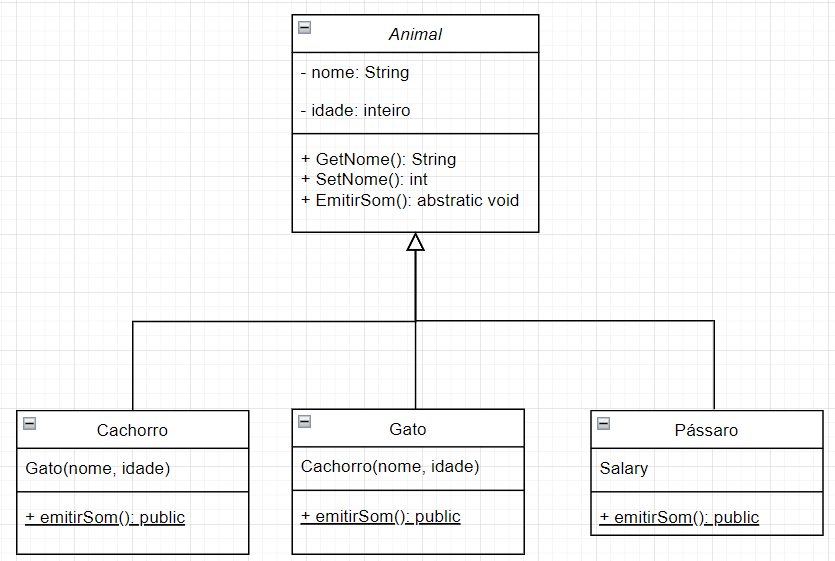 Animal
- nome: String
- idade: inteiro
+ GetNome(): String
+ SetNome(): int
+ EmitirSom(): abstratic void
Cachorro
Gato(nome, idade)
+ emitirSom(): public
Gato
Cachorro(nome, idade)
+ emitirSom(): public
Pássaro
Salary
+ emitirSom(): public